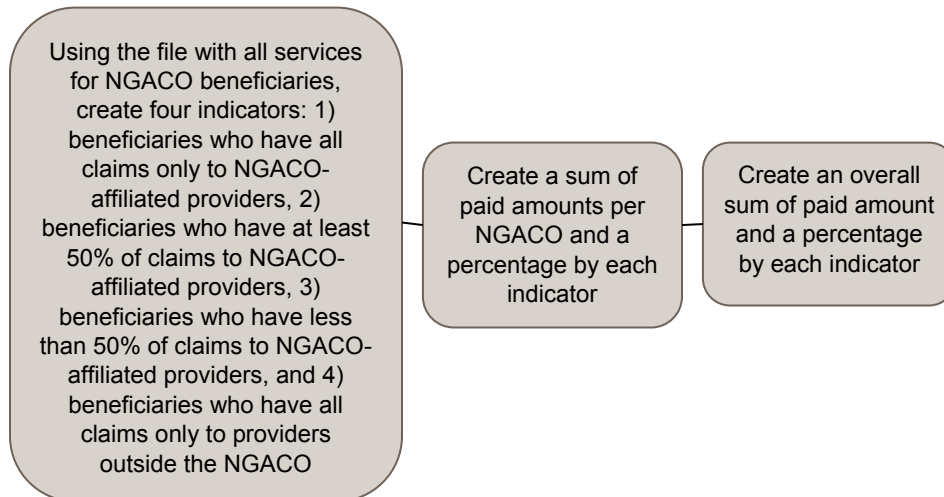 Using the file with all services
for NGACO beneficiaries,
create four indicators: 1)
beneficiaries who have all
claims only to NGACO-
affiliated providers, 2)
beneficiaries who have at least
50% of claims to NGACO-
affiliated providers, 3)
beneficiaries who have less
than 50% of claims to NGACO-
affiliated providers, and 4)
beneficiaries who have all
claims only to providers
outside the NGACO
Create a sum of
paid amounts per
NGACO and a
percentage by each
indicator
Create an overall
sum of paid amount
and a percentage
by each indicator